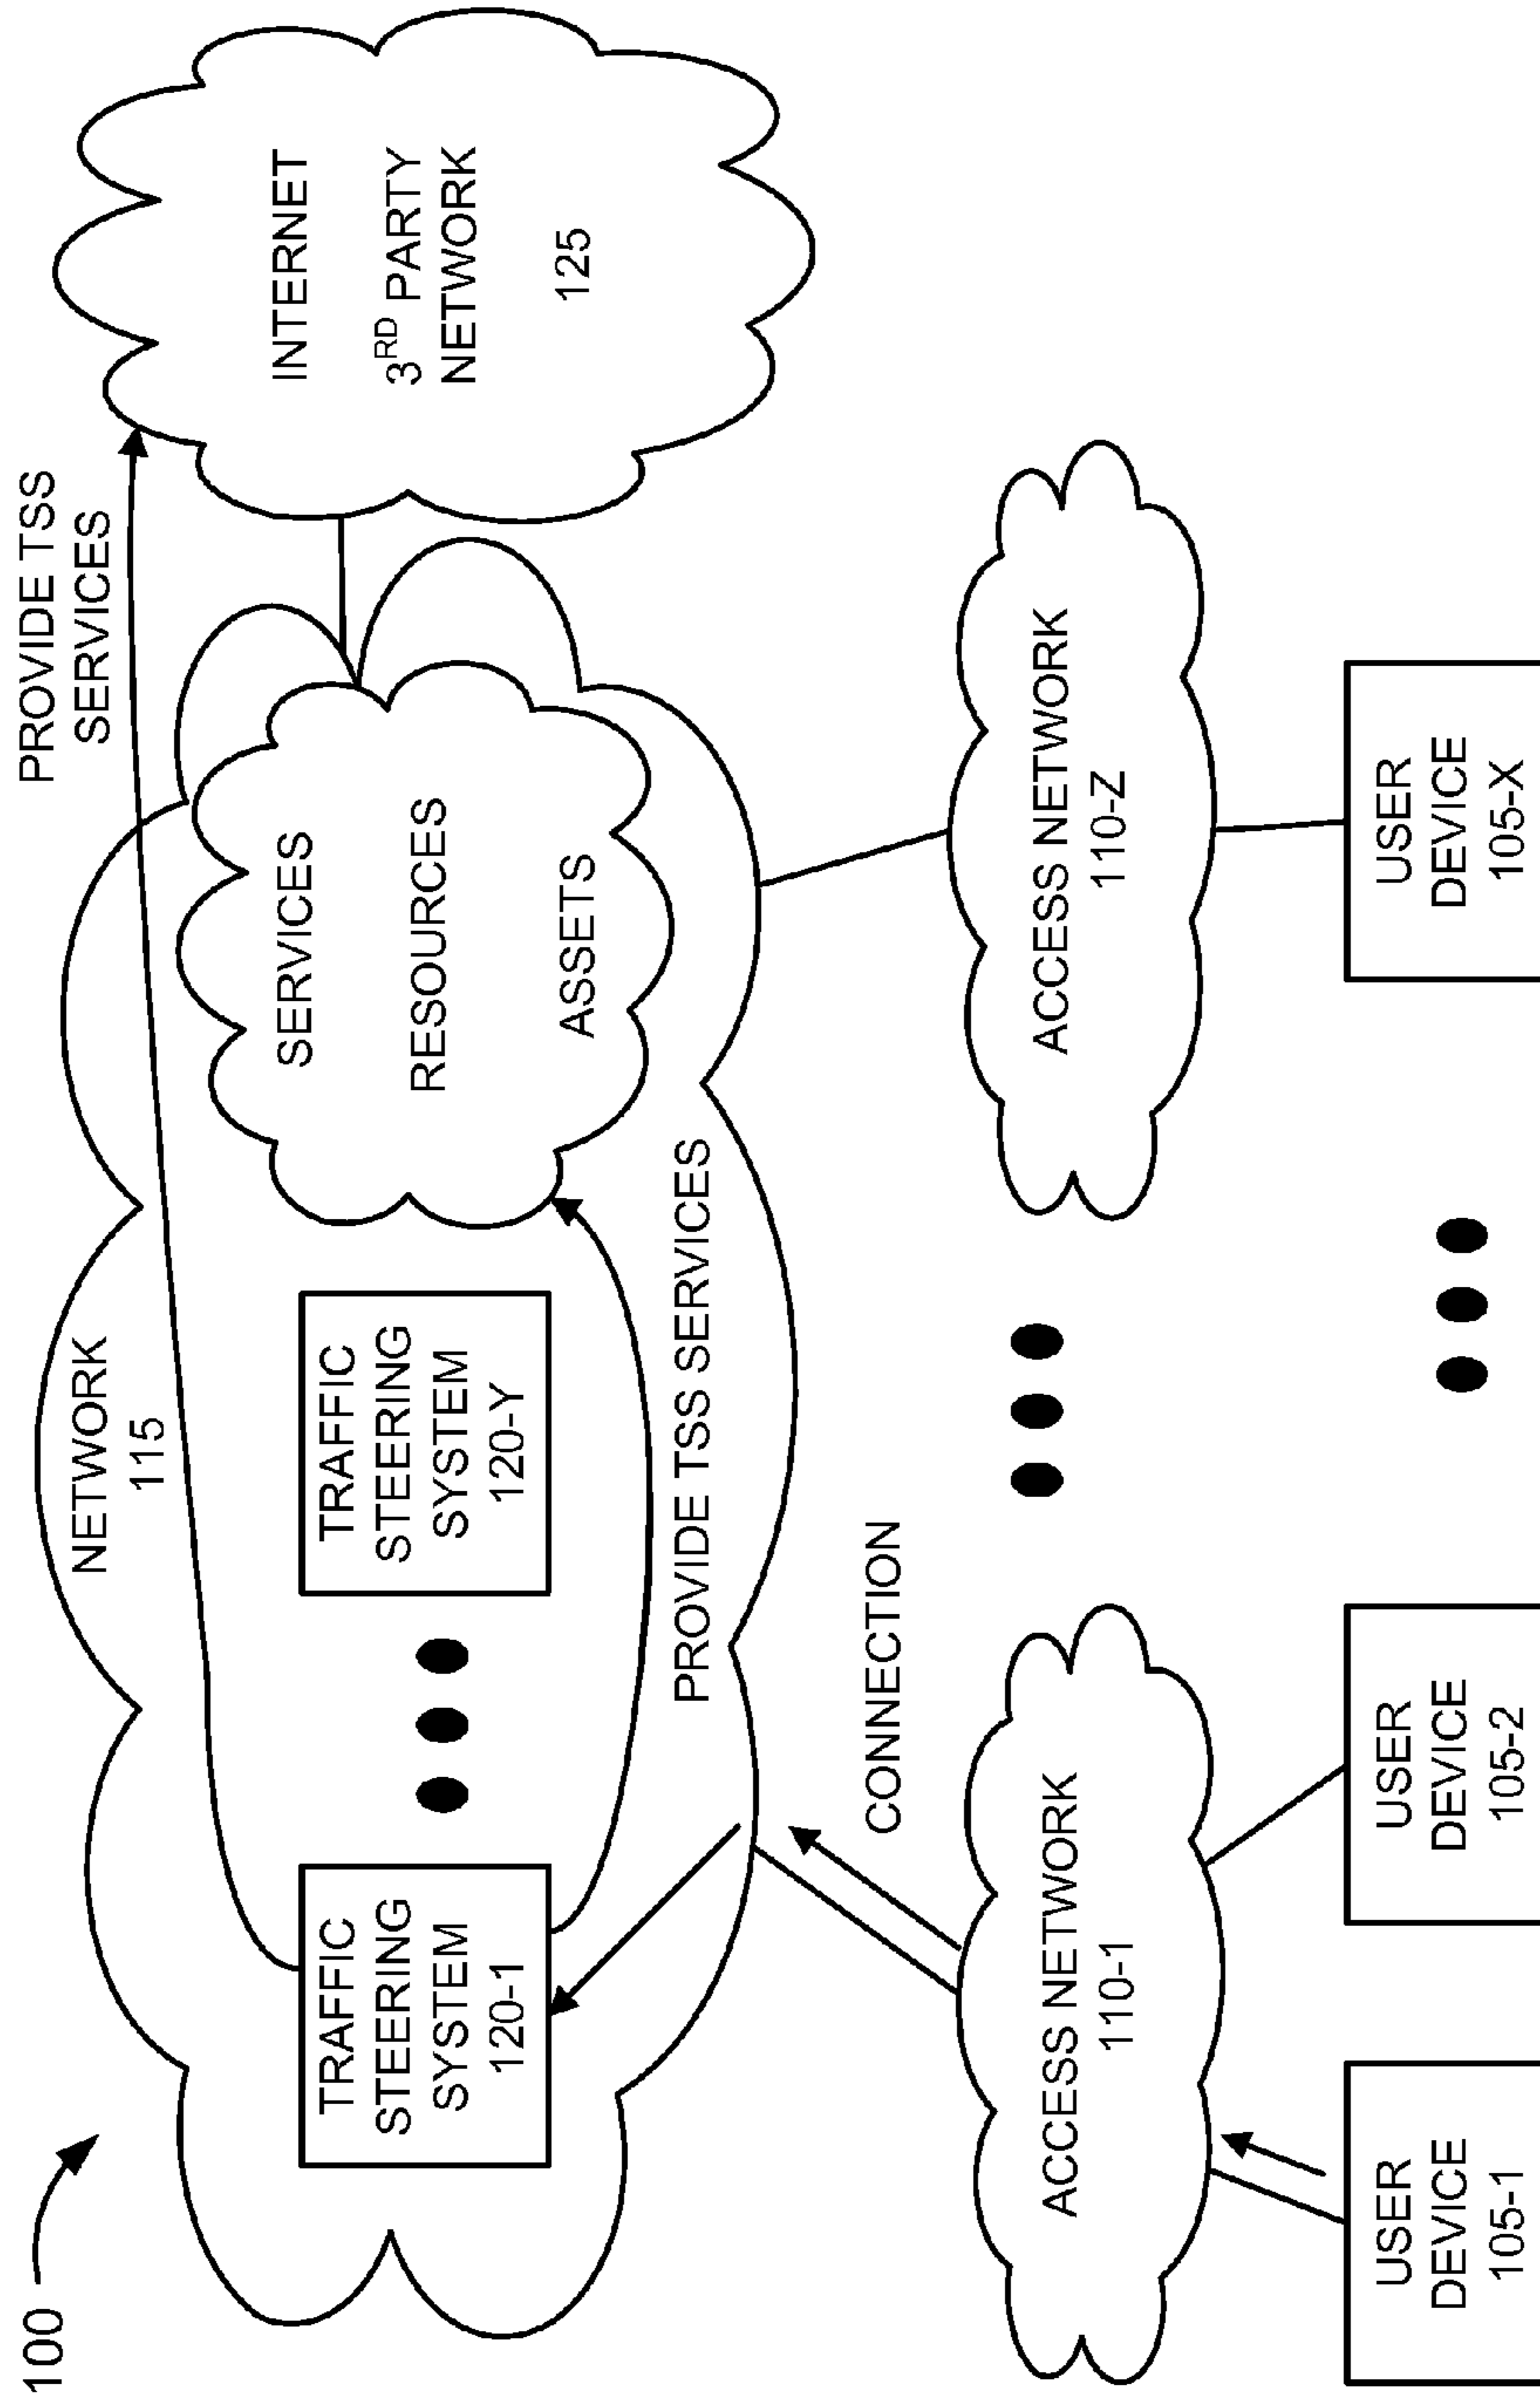 100
NETWORK
115
PROVIDE TSS
SERVICES
TRAFFIC
STEERING
SYSTEM
120-1
TRAFFIC
STEERING
SYSTEM
120-Y
SERVICES
RESOURCES
ASSETS
INTERNET
3RD PARTY
NETWORK
125
PROVIDE TSS SERVICES
CONNECTION
ACCESS NETWORK
110-1
ACCESS NETWORK
110-Z
USER
DEVICE
105-1
USER
DEVICE
105-2
USER
DEVICE
105-X